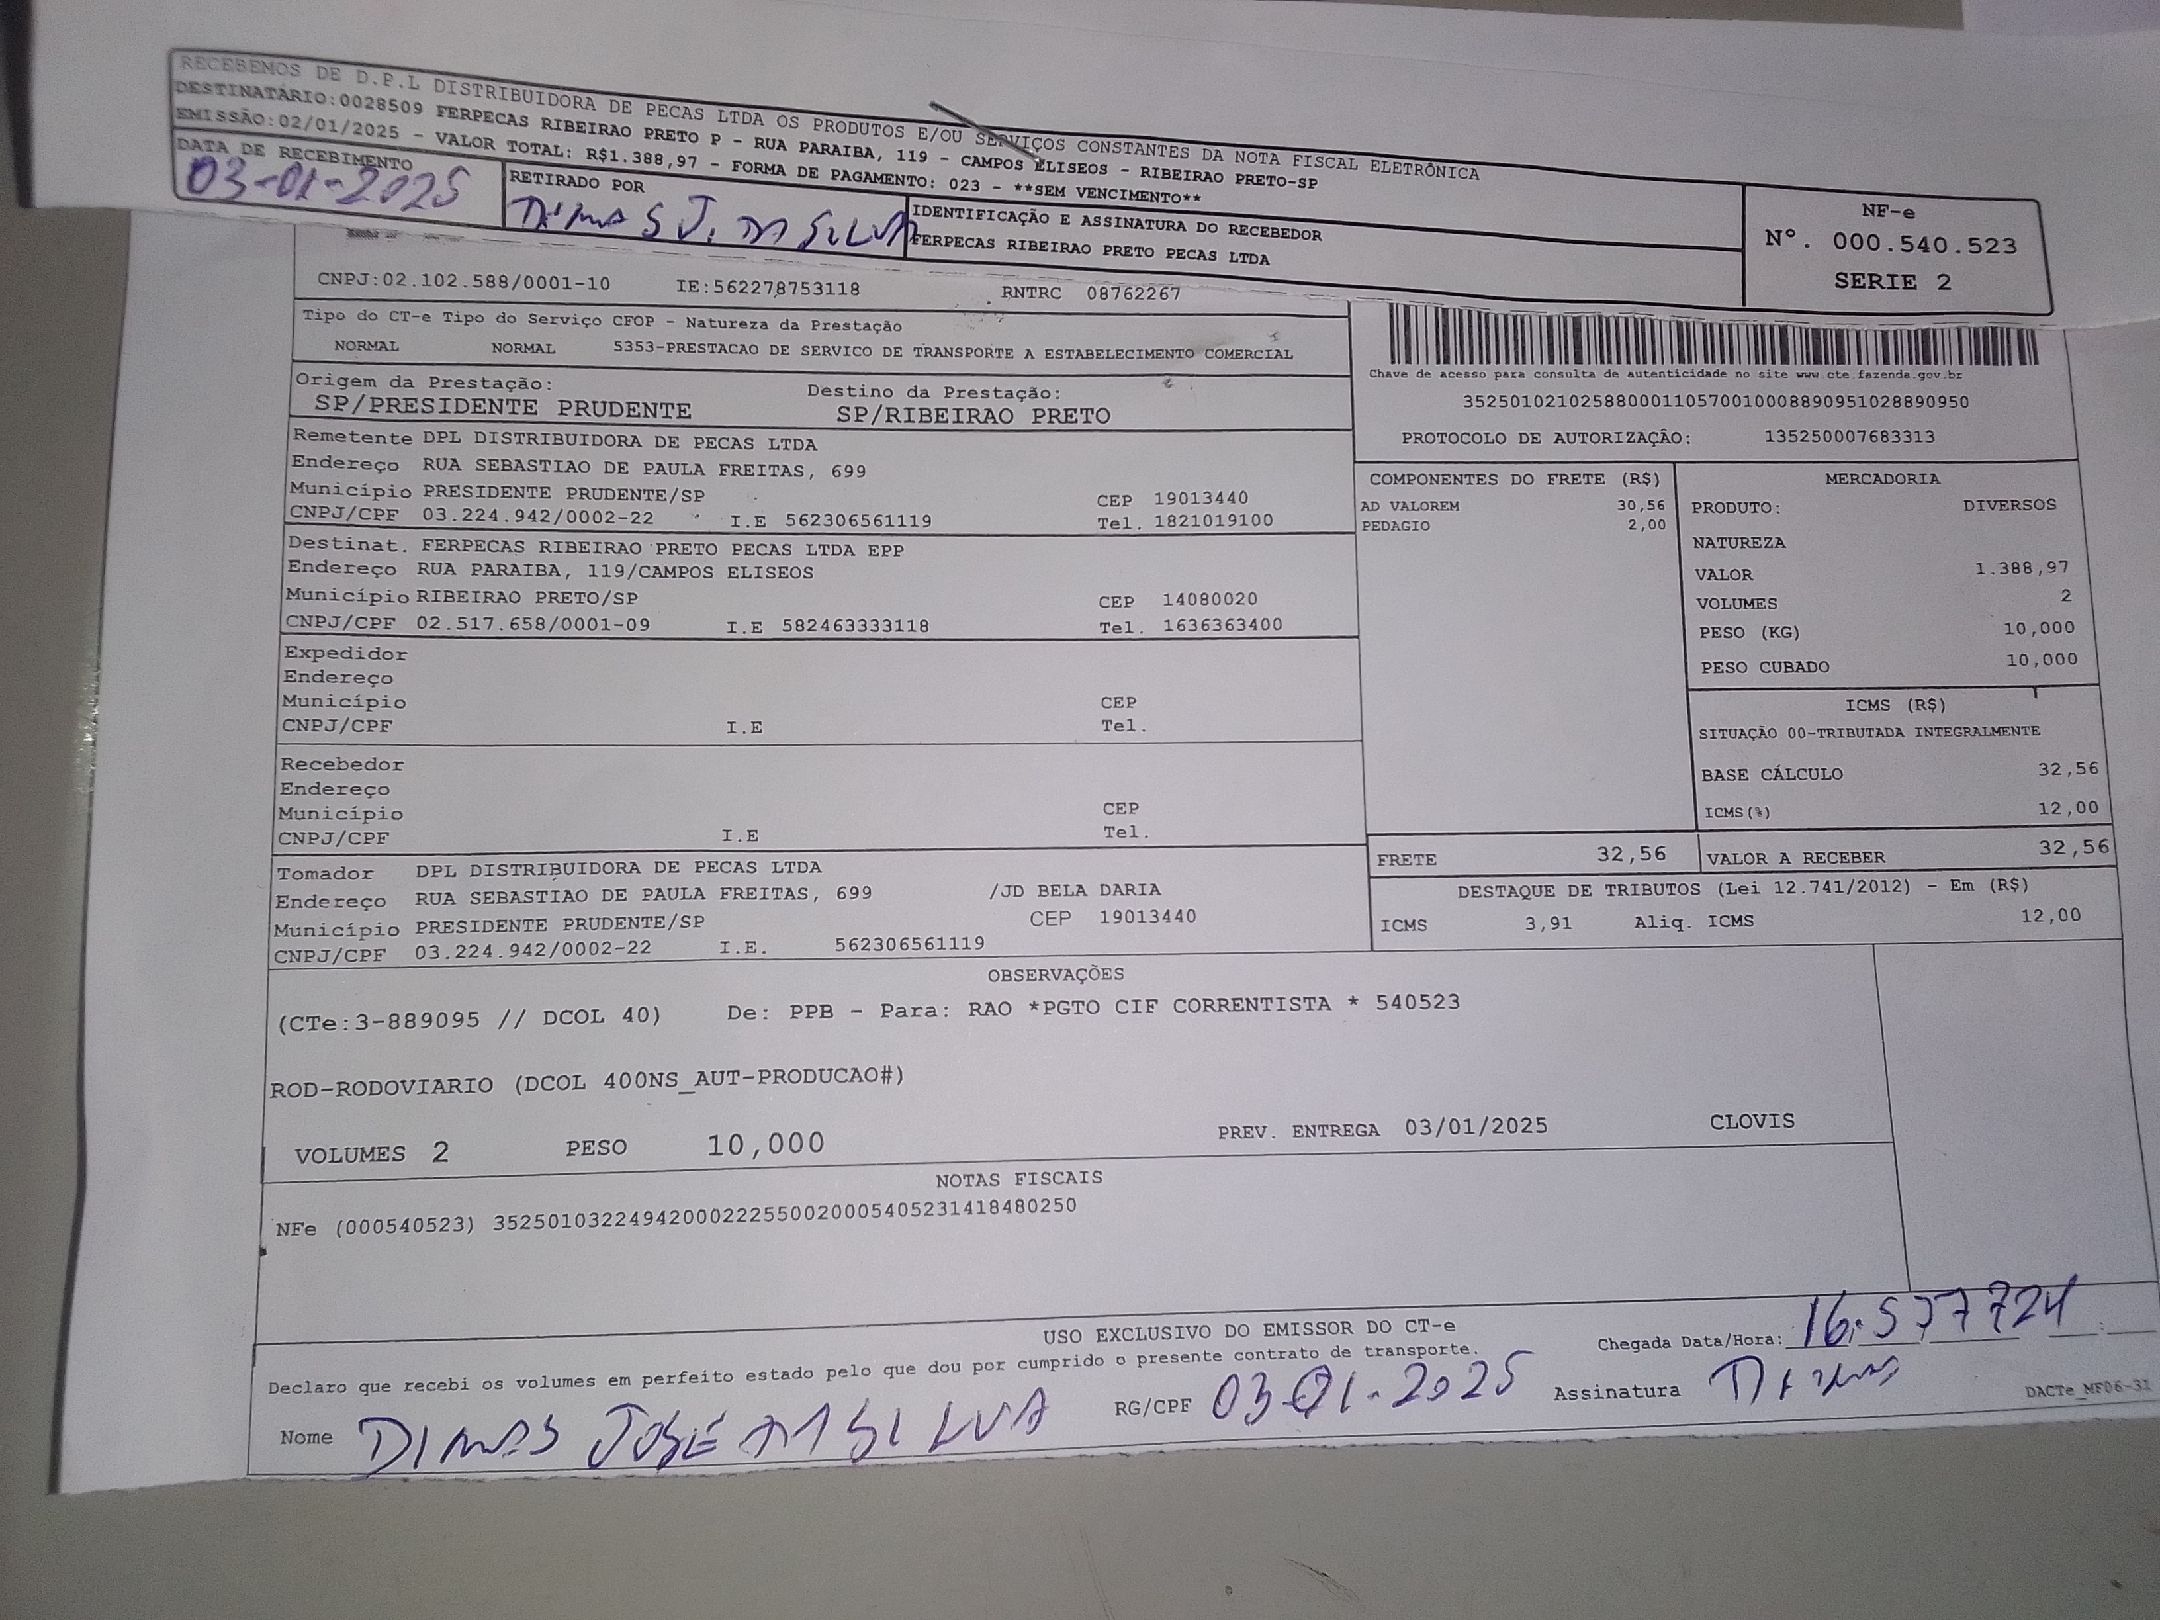 RECEBEMOS DE D.P.L DISTRIBUIDORA DE PECAS LTDA OS PRODUTOS E/OU SERVIÇOS CONSTANTES DA NOTA FISCAL ELETRÔNICA
DESTINATÁRIO:0028509 FERPECAS RIBEIRAO PRETO P - RUA PARAIBA, 119 - CAMPOS ELISEOS - RIBEIRAO PRETO-SP
EMISSÃO:02/01/2025 - VALOR TOTAL: R$1.388,97 - FORMA DE PAGAMENTO: 023 - **SEM VENCIMENTO**
DATA DE RECEBIMENTO
03-01-2025
RETIRADO POR
DIMAS J. DA SILVA
IDENTIFICAÇÃO E ASSINATURA DO RECEBEDOR
FERPECAS RIBEIRAO PRETO PECAS LTDA
NF-e
Nº. 000.540.523
SERIE 2
CNPJ:02.102.588/0001-10 IE:562278753118 RNTRC 08762267
Tipo do CT-e Tipo do Serviço CFOP - Natureza da Prestação
NORMAL NORMAL 5353-PRESTACAO DE SERVICO DE TRANSPORTE A ESTABELECIMENTO COMERCIAL
Origem da Prestação: Destino da Prestação:
SP/PRESIDENTE PRUDENTE SP/RIBEIRAO PRETO
Chave de acesso para consulta de autenticidade no site www.cte.fazenda.gov.br
35250102102588000110570010008890951028890950
PROTOCOLO DE AUTORIZAÇÃO: 135250007683313
Remetente DPL DISTRIBUIDORA DE PECAS LTDA
Endereço RUA SEBASTIAO DE PAULA FREITAS, 699
Município PRESIDENTE PRUDENTE/SP CEP 19013440
CNPJ/CPF 03.224.942/0002-22 I.E 562306561119 Tel. 1821019100
Destinat. FERPECAS RIBEIRAO PRETO PECAS LTDA EPP
Endereço RUA PARAIBA, 119/CAMPOS ELISEOS
Município RIBEIRAO PRETO/SP CEP 14080020
CNPJ/CPF 02.517.658/0001-09 I.E 582463333118 Tel. 1636363400
Expedidor
Endereço
Município CEP
CNPJ/CPF I.E Tel.
Recebedor
Endereço
Município CEP
CNPJ/CPF I.E Tel.
Tomador DPL DISTRIBUIDORA DE PECAS LTDA
Endereço RUA SEBASTIAO DE PAULA FREITAS, 699 /JD BELA DARIA
Município PRESIDENTE PRUDENTE/SP CEP 19013440
CNPJ/CPF 03.224.942/0002-22 I.E. 562306561119
COMPONENTES DO FRETE (R$)
AD VALOREM 30,56
PEDAGIO 2,00
MERCADORIA
PRODUTO: DIVERSOS
NATUREZA
VALOR 1.388,97
VOLUMES 2
PESO (KG) 10,000
PESO CUBADO 10,000
ICMS (R$)
SITUAÇÃO 00-TRIBUTADA INTEGRALMENTE
BASE CÁLCULO 32,56
ICMS(%) 12,00
FRETE 32,56 VALOR A RECEBER 32,56
DESTAQUE DE TRIBUTOS (Lei 12.741/2012) - Em (R$)
ICMS 3,91 Aliq. ICMS 12,00
OBSERVAÇÕES
(CTe:3-889095 // DCOL 40) De: PPB - Para: RAO *PGTO CIF CORRENTISTA * 540523
ROD-RODOVIARIO (DCOL 400NS_AUT-PRODUCAO#)
VOLUMES 2 PESO 10,000 PREV. ENTREGA 03/01/2025 CLOVIS
NOTAS FISCAIS
NFe (000540523) 35250103224942000222550020005405231418480250
USO EXCLUSIVO DO EMISSOR DO CT-e
Declaro que recebi os volumes em perfeito estado pelo que dou por cumprido o presente contrato de transporte.
Chegada Data/Hora: 16.537724
Nome DIMAS JOSÉ DA SILVA RG/CPF 03-01-2025 Assinatura Dimas
DACTe_MF06-31